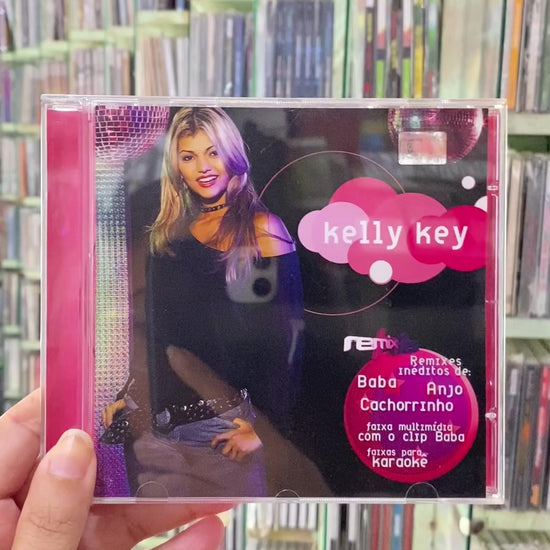 kelly key
remix
Remixes
inéditos de:
Baba Anjo
Cachorrinho
faixa multimídia
com o clip Baba
faixas para
karaokê